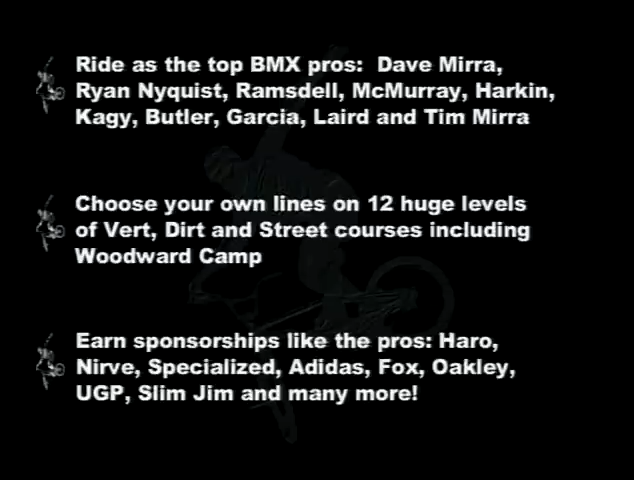 Ride as the top BMX pros: Dave Mirra,
Ryan Nyquist, Ramsdell, McMurray, Harkin,
Kagy, Butler, Garcia, Laird and Tim Mirra
Choose your own lines on 12 huge levels
of Vert, Dirt and Street courses including
Woodward Camp
Earn sponsorships like the pros: Haro,
Nirve, Specialized, Adidas, Fox, Oakley,
UGP, Slim Jim and many more!